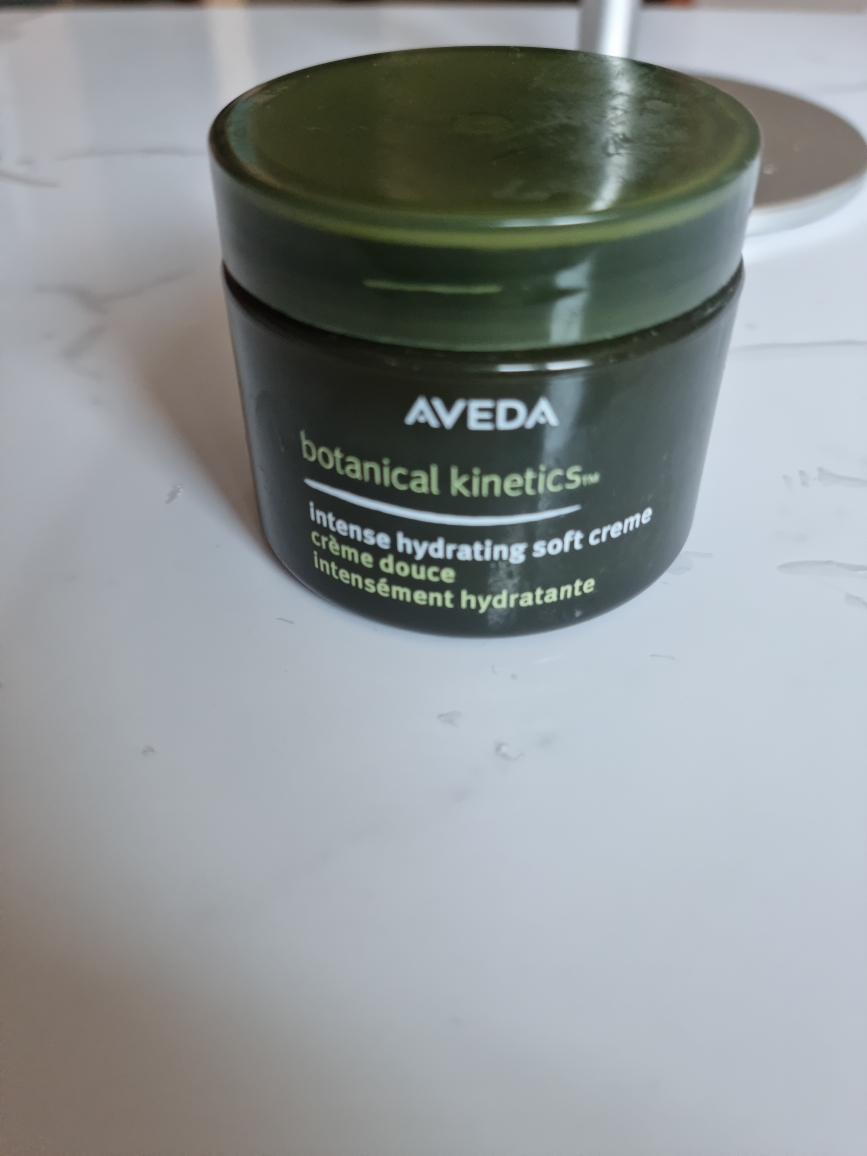 AVEDA
botanical kinetics™
intense hydrating soft creme
crème douce
intensément hydratante